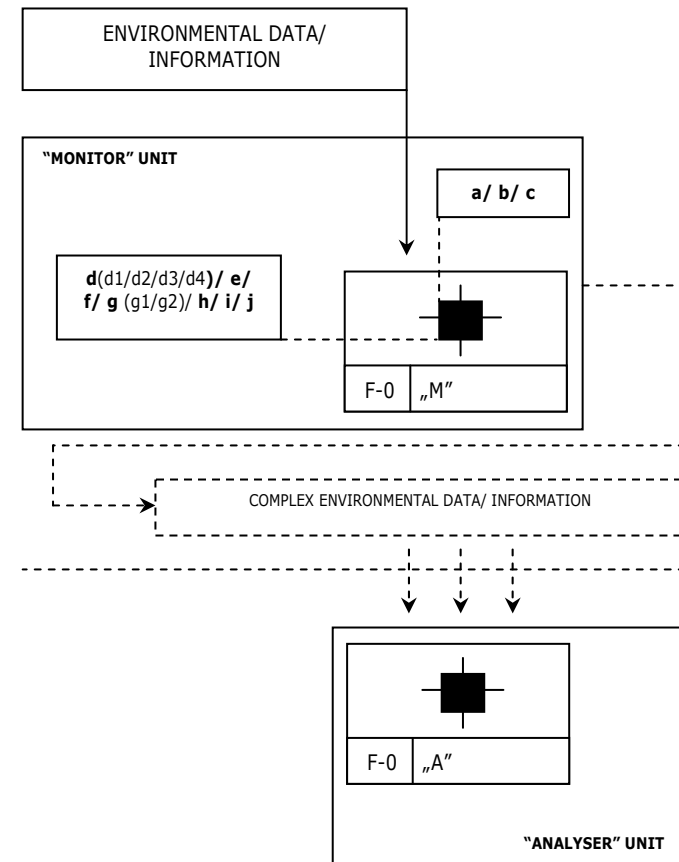 ENVIRONMENTAL DATA/
INFORMATION
“MONITOR” UNIT
a/ b/ c
d(d1/d2/d3/d4)/ e/
f/ g (g1/g2)/ h/ i/ j
F-0 „M”
COMPLEX ENVIRONMENTAL DATA/ INFORMATION
F-0 „A”
“ANALYSER” UNIT